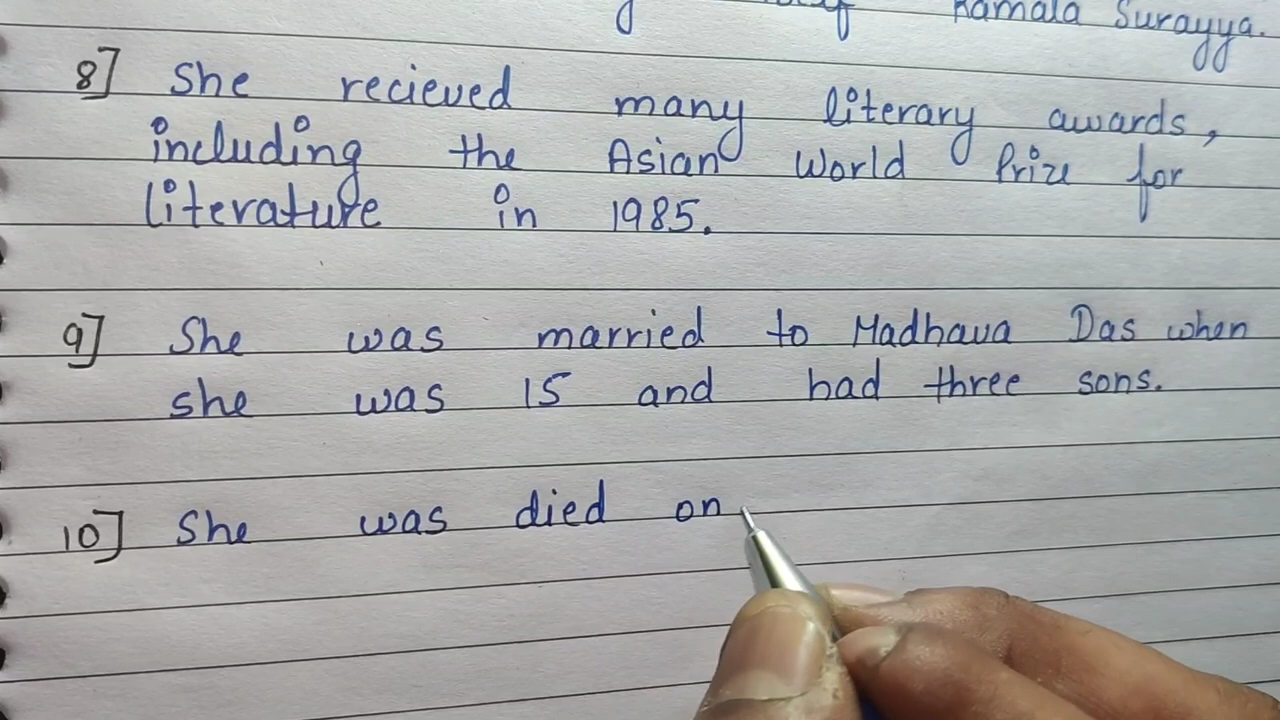 Kamala Surayya.
8] She recieved many literary awards,
including the Asian World Prize for
literature in 1985.
9] She was married to Madhava Das when
she was 15 and had three sons.
10] She was died on